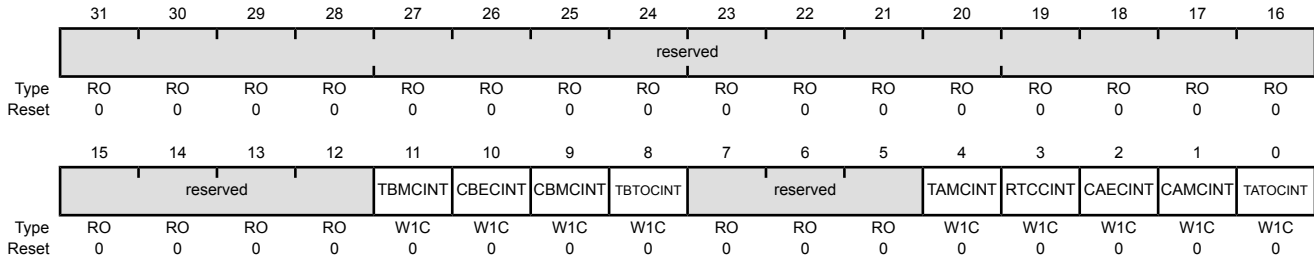 31 30 29 28 27 26 25 24 23 22 21 20 19 18 17 16
reserved
Type RO RO RO RO RO RO RO RO RO RO RO RO RO RO RO RO
Reset 0 0 0 0 0 0 0 0 0 0 0 0 0 0 0 0
15 14 13 12 11 10 9 8 7 6 5 4 3 2 1 0
reserved TBMCINT CBECINT CBMCINT TBTOCINT reserved TAMCINT RTCCINT CAECINT CAMCINT TATOCINT
Type RO RO RO RO W1C W1C W1C W1C RO RO RO W1C W1C W1C W1C W1C
Reset 0 0 0 0 0 0 0 0 0 0 0 0 0 0 0 0